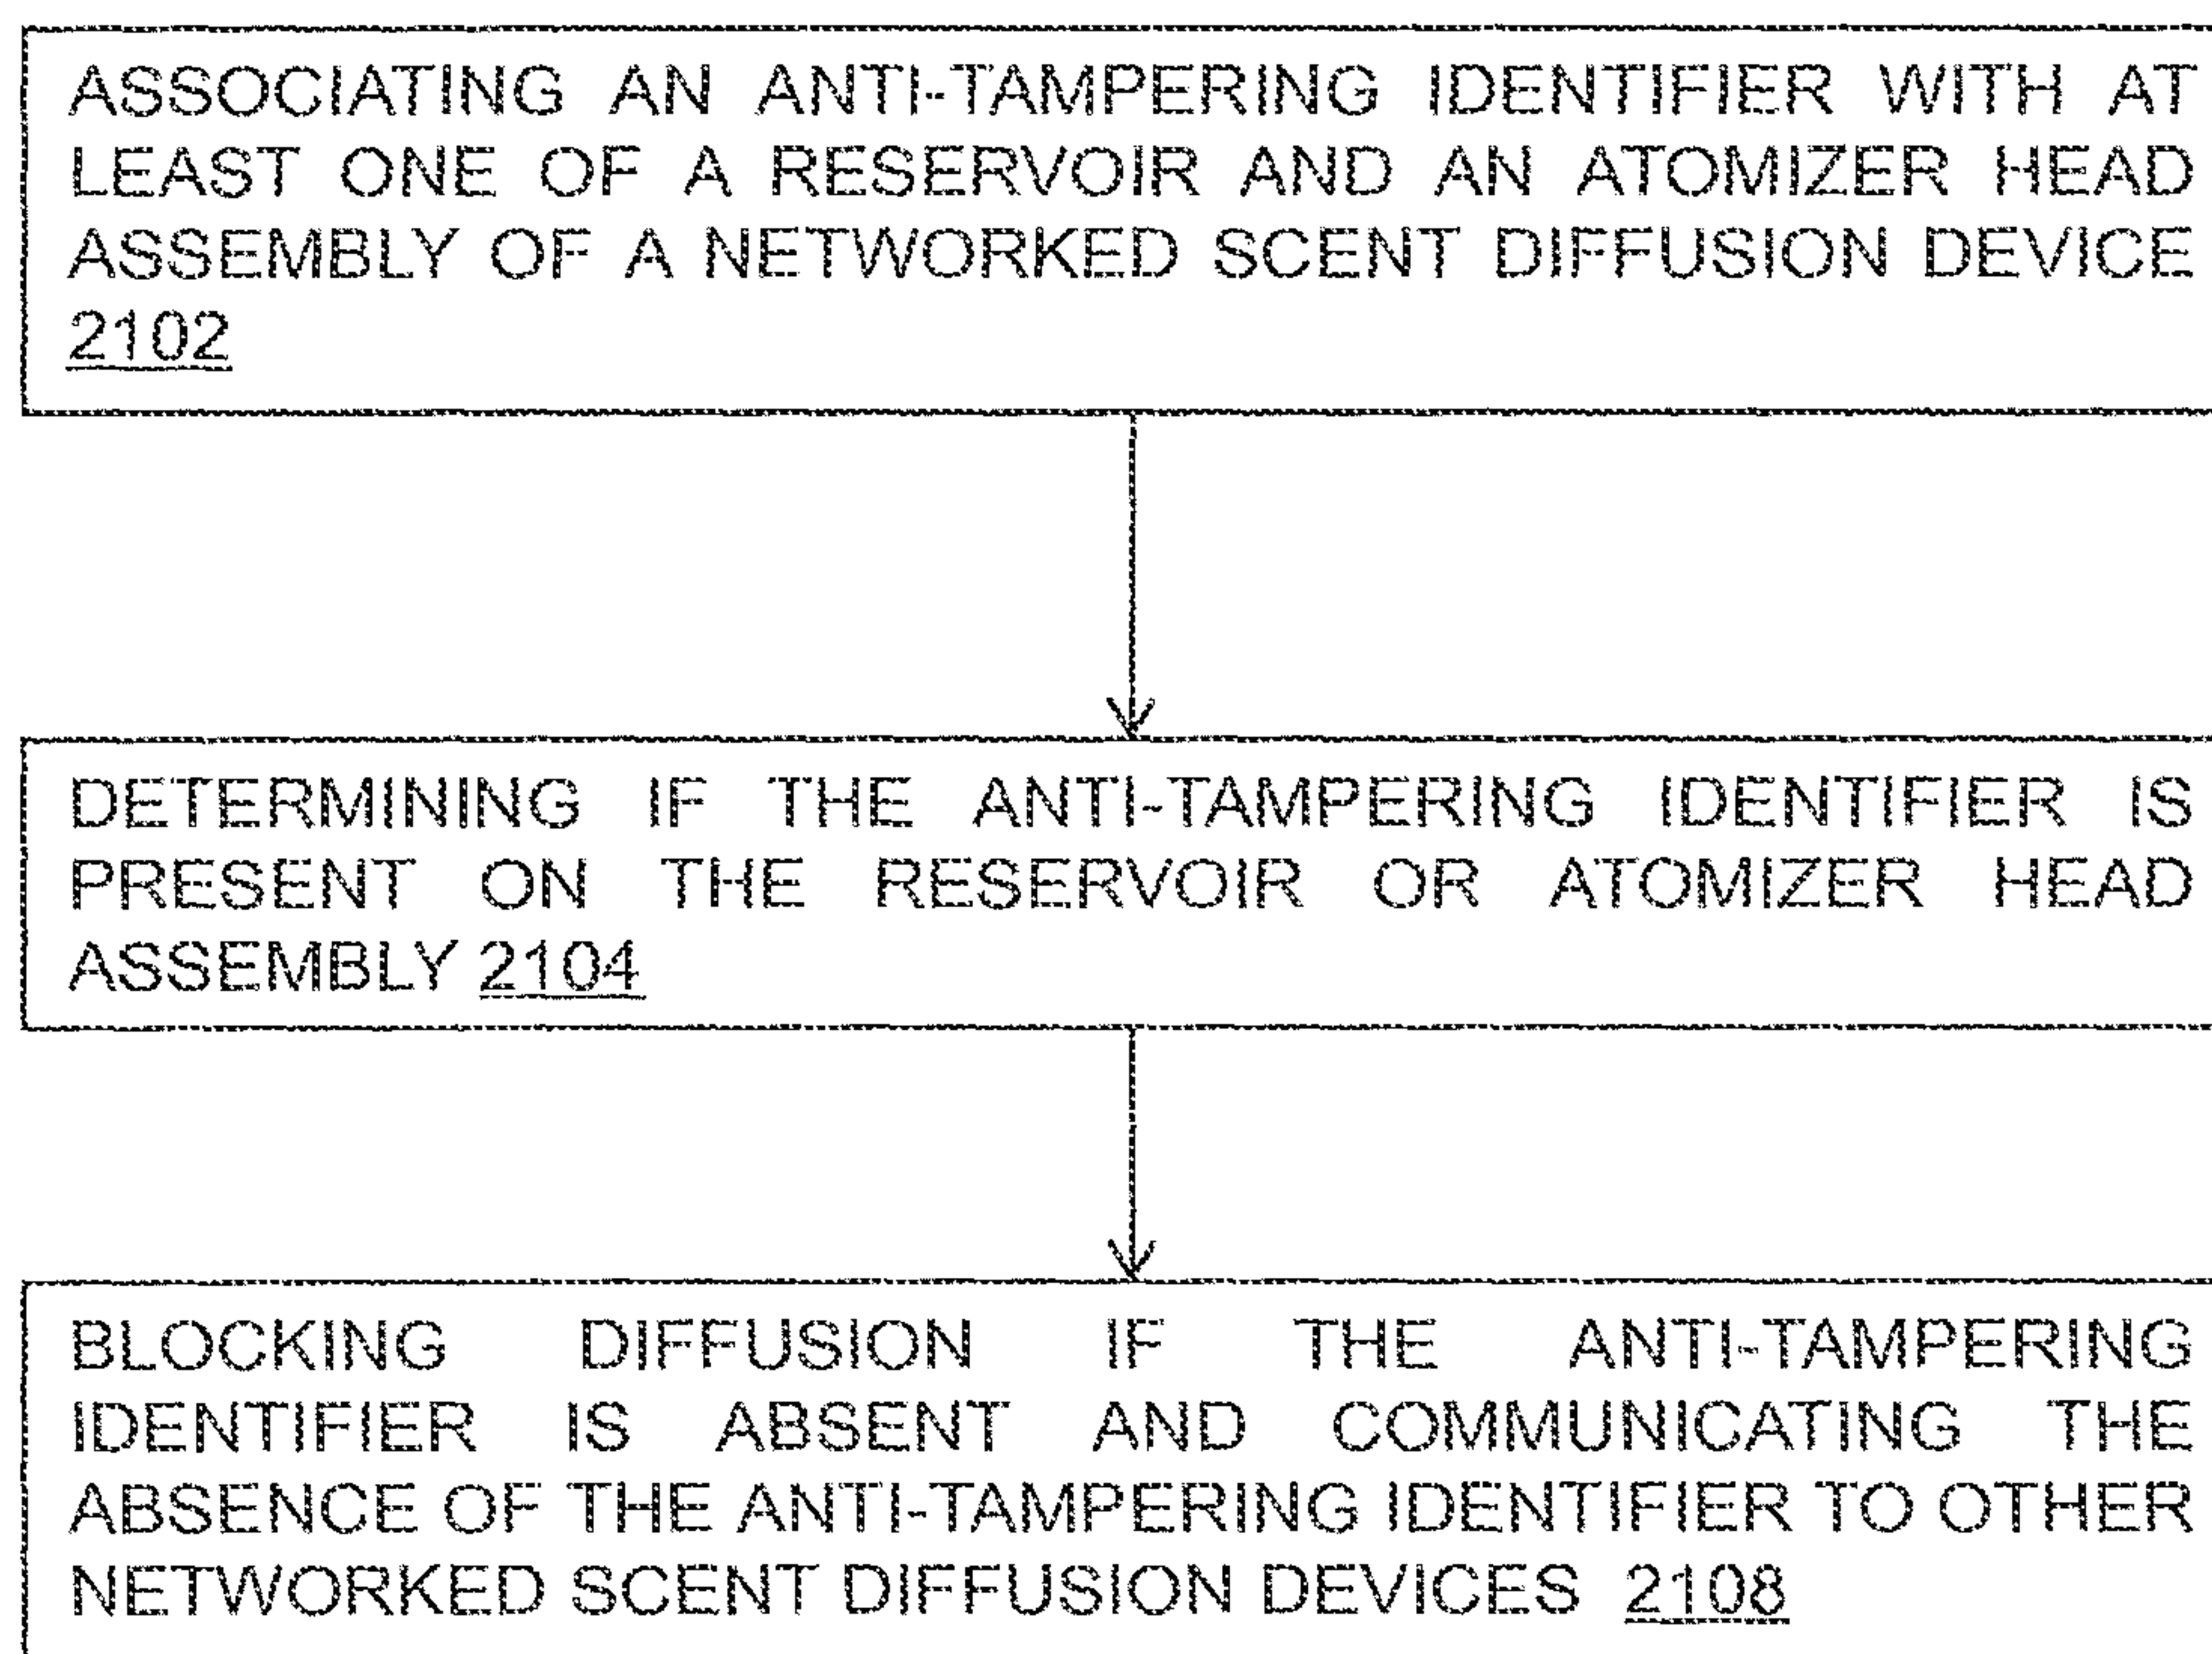 ASSOCIATING AN ANTI-TAMPERING IDENTIFIER WITH AT
LEAST ONE OF A RESERVOIR AND AN ATOMIZER HEAD
ASSEMBLY OF A NETWORKED SCENT DIFFUSION DEVICE
2102
DETERMINING IF THE ANTI-TAMPERING IDENTIFIER IS
PRESENT ON THE RESERVOIR OR ATOMIZER HEAD
ASSEMBLY 2104
BLOCKING DIFFUSION IF THE ANTI-TAMPERING
IDENTIFIER IS ABSENT AND COMMUNICATING THE
ABSENCE OF THE ANTI-TAMPERING IDENTIFIER TO OTHER
NETWORKED SCENT DIFFUSION DEVICES 2108